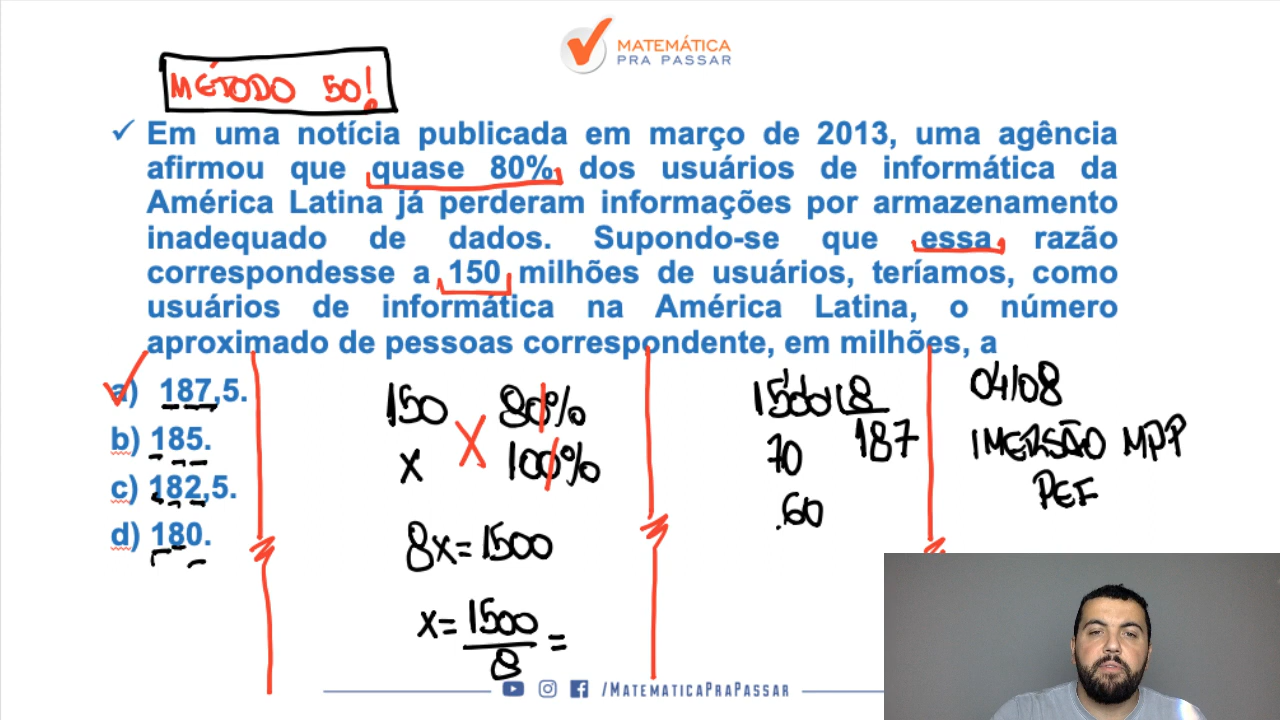 MATEMÁTICA
PRA PASSAR
MÉTODO 50!
✓ Em uma notícia publicada em março de 2013, uma agência
afirmou que quase 80% dos usuários de informática da
América Latina já perderam informações por armazenamento
inadequado de dados. Supondo-se que essa razão
correspondesse a 150 milhões de usuários, teríamos, como
usuários de informática na América Latina, o número
aproximado de pessoas correspondente, em milhões, a
a) 187,5.
b) 185.
c) 182,5.
d) 180.
150 80%
x 100%
8x=1500
x=1500/8=
1500 8
70 187
60
04/08
IMERSÃO MPP
PEF
/MATEMATICAPRAPASSAR